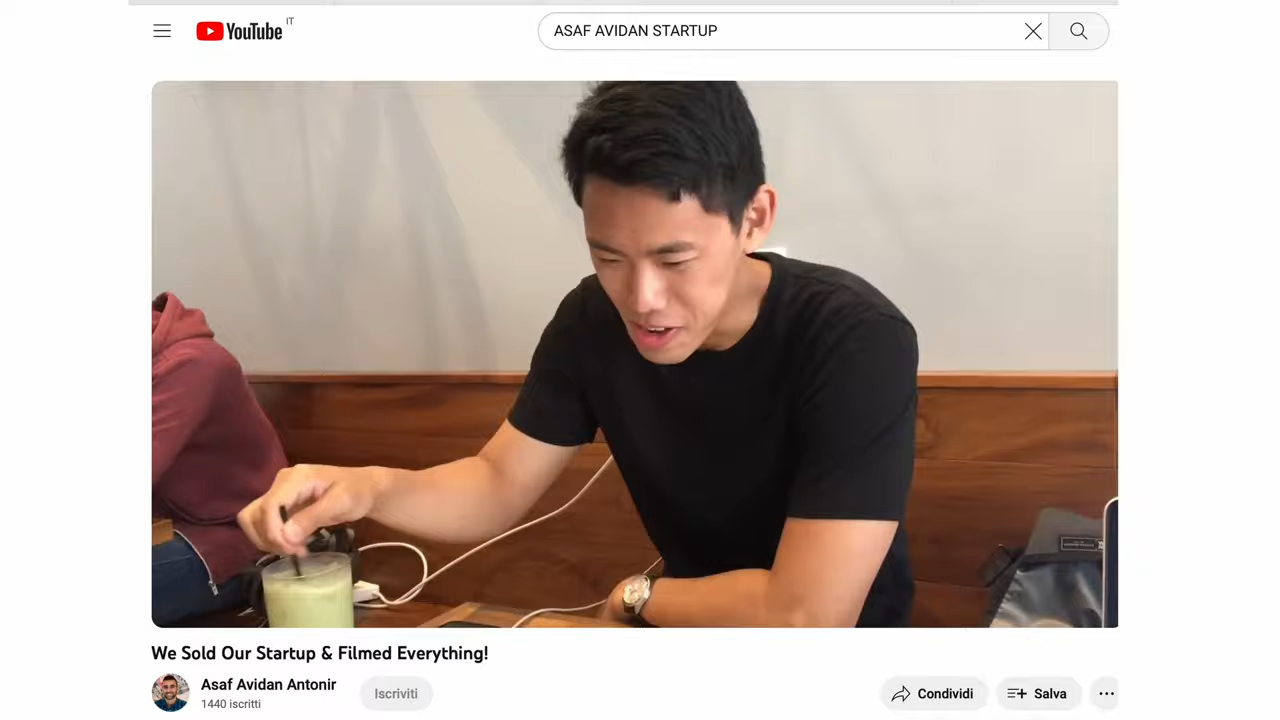 YouTube IT
ASAF AVIDAN STARTUP
We Sold Our Startup & Filmed Everything!
Asaf Avidan Antonir
1440 iscritti
Iscriviti
Condividi
Salva